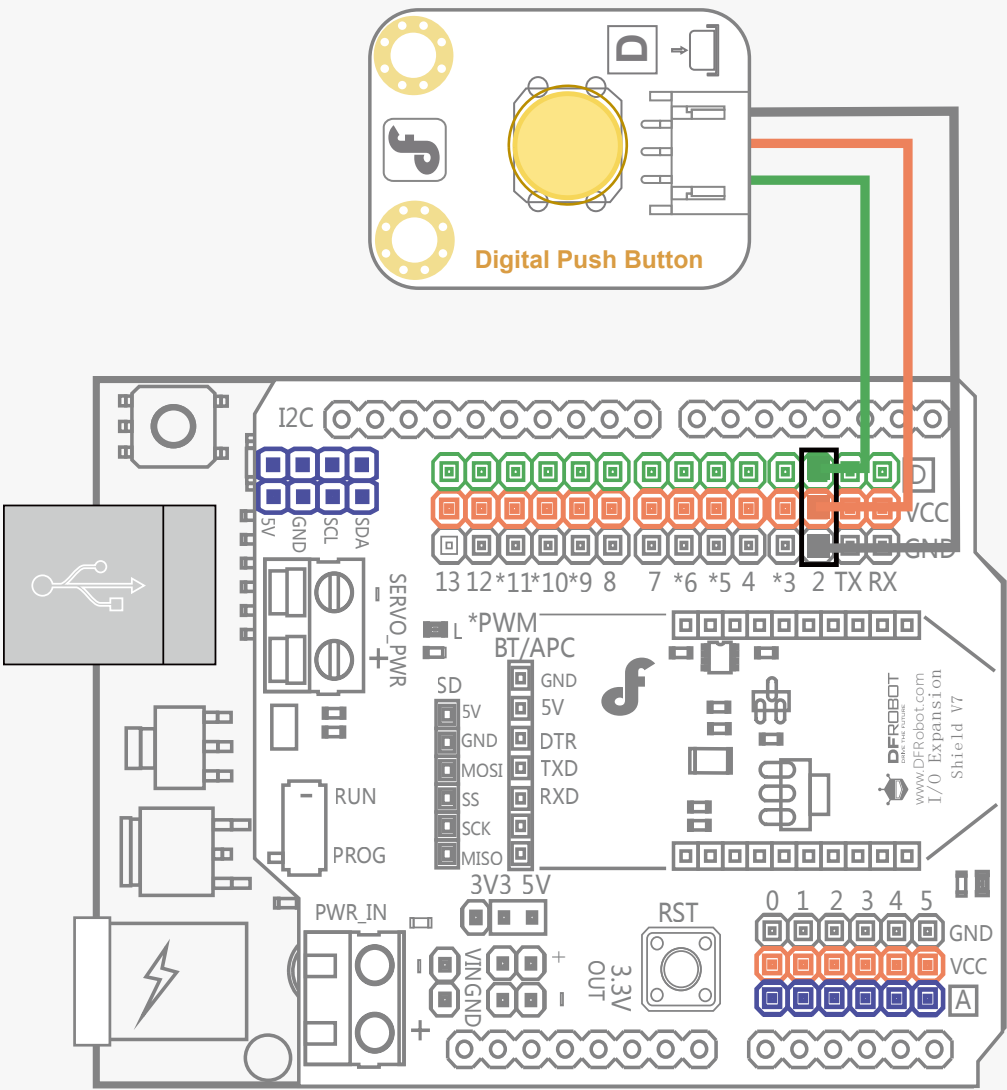 D
Digital Push Button
I2C
D
VCC
GND
5V
GND
SCL
SDA
13 12 *11 *10 *9 8 7 *6 *5 4 *3 2 TX RX
SERVO_PWR
-
+
L
*PWM
BT/APC
GND
5V
DTR
TXD
RXD
SD
5V
GND
MOSI
SS
SCK
MISO
DFROBOT
DRIVE THE FUTURE
www.DFRobot.com
I/O Expansion
Shield V7
- RUN
PROG
3V3 5V
PWR_IN
-
+
VIN
GND
+
-
3.3V
OUT
RST
0 1 2 3 4 5
GND
VCC
A